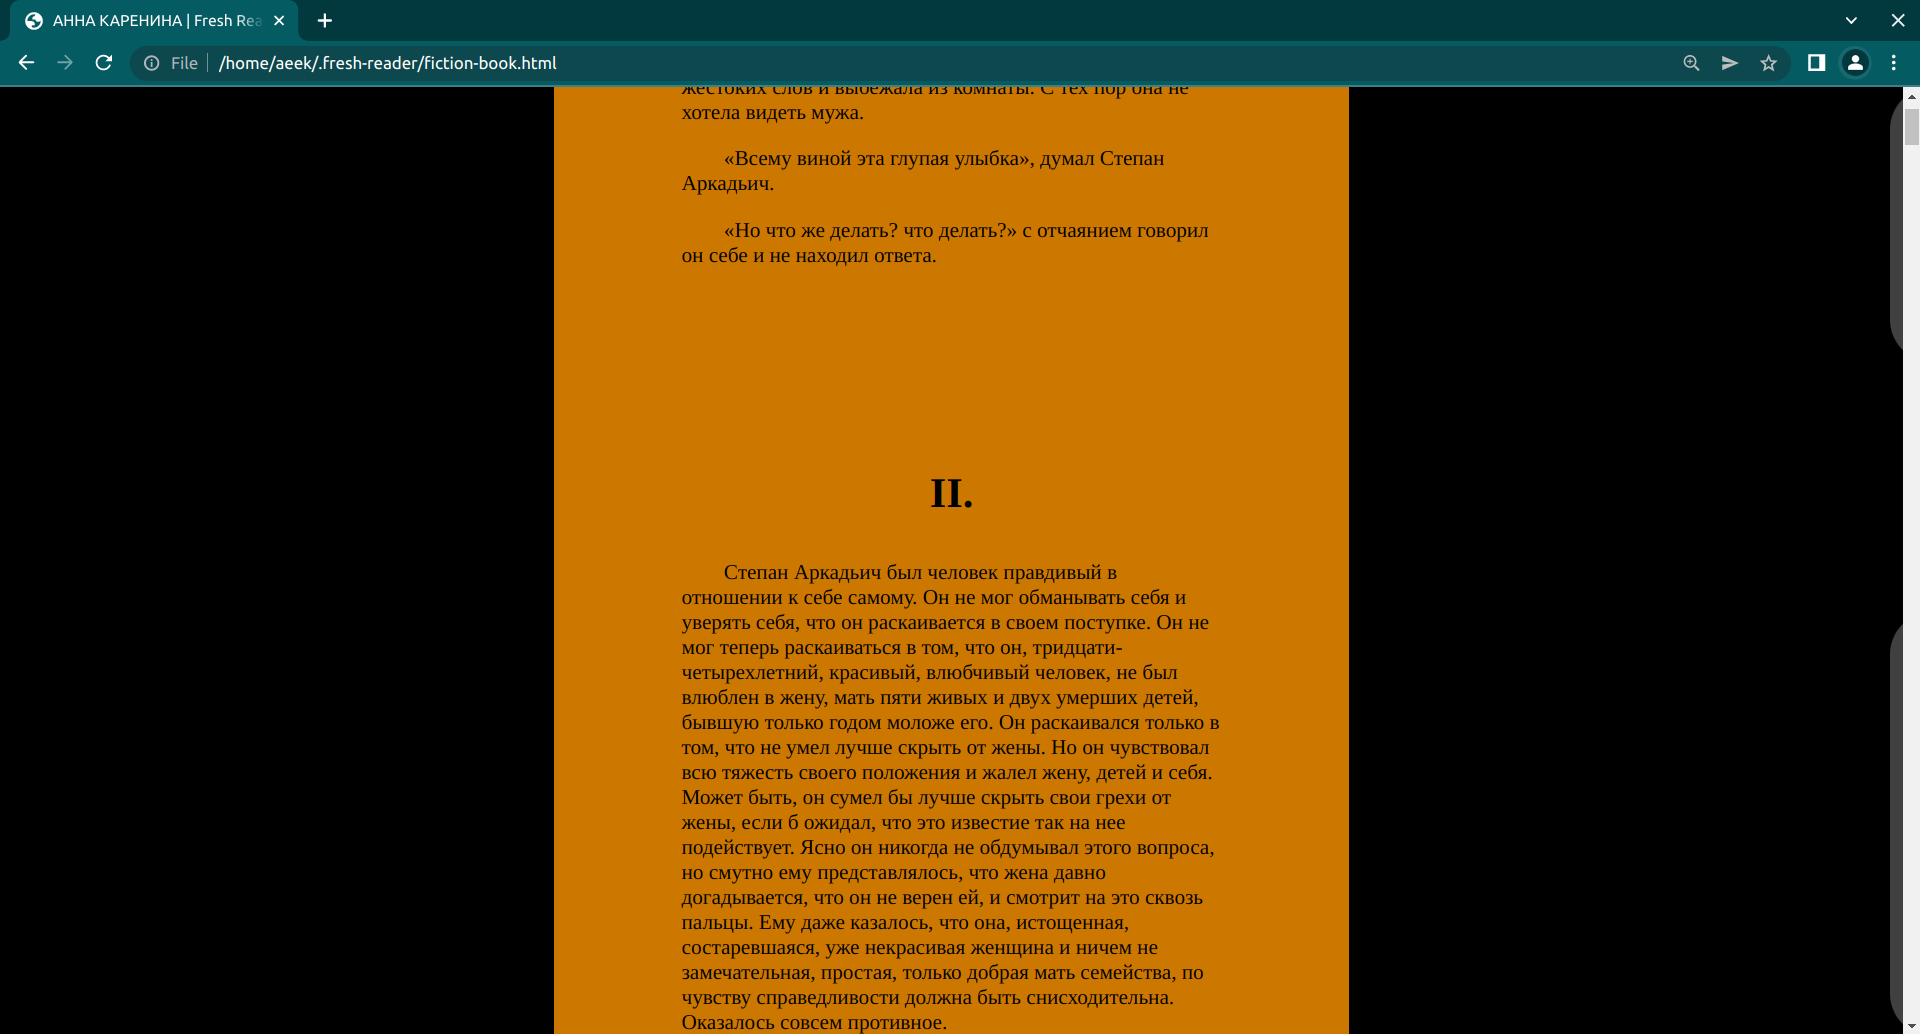 АННА КАРЕНИНА | Fresh Rea
File
/home/aeek/.fresh-reader/fiction-book.html
жестоких слов и выбежала из комнаты. С тех пор она не
хотела видеть мужа.
«Всему виной эта глупая улыбка», думал Степан
Аркадьич.
«Но что же делать? что делать?» с отчаянием говорил
он себе и не находил ответа.
II.
Степан Аркадьич был человек правдивый в
отношении к себе самому. Он не мог обманывать себя и
уверять себя, что он раскаивается в своем поступке. Он не
мог теперь раскаиваться в том, что он, тридцати-
четырехлетний, красивый, влюбчивый человек, не был
влюблен в жену, мать пяти живых и двух умерших детей,
бывшую только годом моложе его. Он раскаивался только в
том, что не умел лучше скрыть от жены. Но он чувствовал
всю тяжесть своего положения и жалел жену, детей и себя.
Может быть, он сумел бы лучше скрыть свои грехи от
жены, если б ожидал, что это известие так на нее
подействует. Ясно он никогда не обдумывал этого вопроса,
но смутно ему представлялось, что жена давно
догадывается, что он не верен ей, и смотрит на это сквозь
пальцы. Ему даже казалось, что она, истощенная,
состаревшаяся, уже некрасивая женщина и ничем не
замечательная, простая, только добрая мать семейства, по
чувству справедливости должна быть снисходительна.
Оказалось совсем противное.